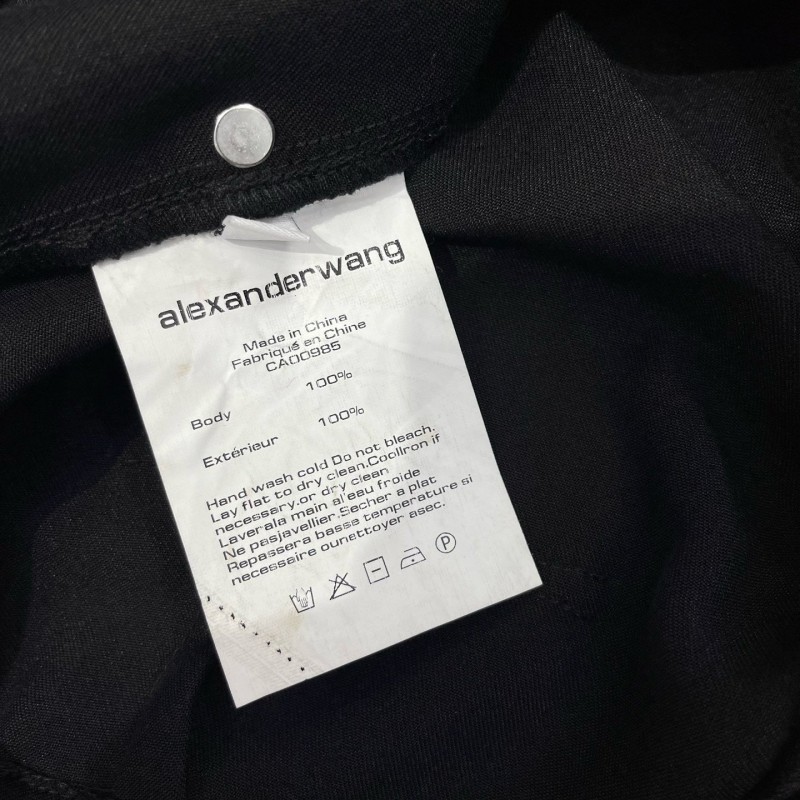 alexanderwang
Made in China
Fabriqué en Chine
CA00985
100%
Body
100%
Extérieur
Hand wash cold Do not bleach.
Lay flat to dry clean.CoolIron if
necessary.or dry clean
Laverala main al'eau froide
Ne pasjavellier.Secher a plat
Repassera basse temperature si
necessaire ounettoyer asec.
P